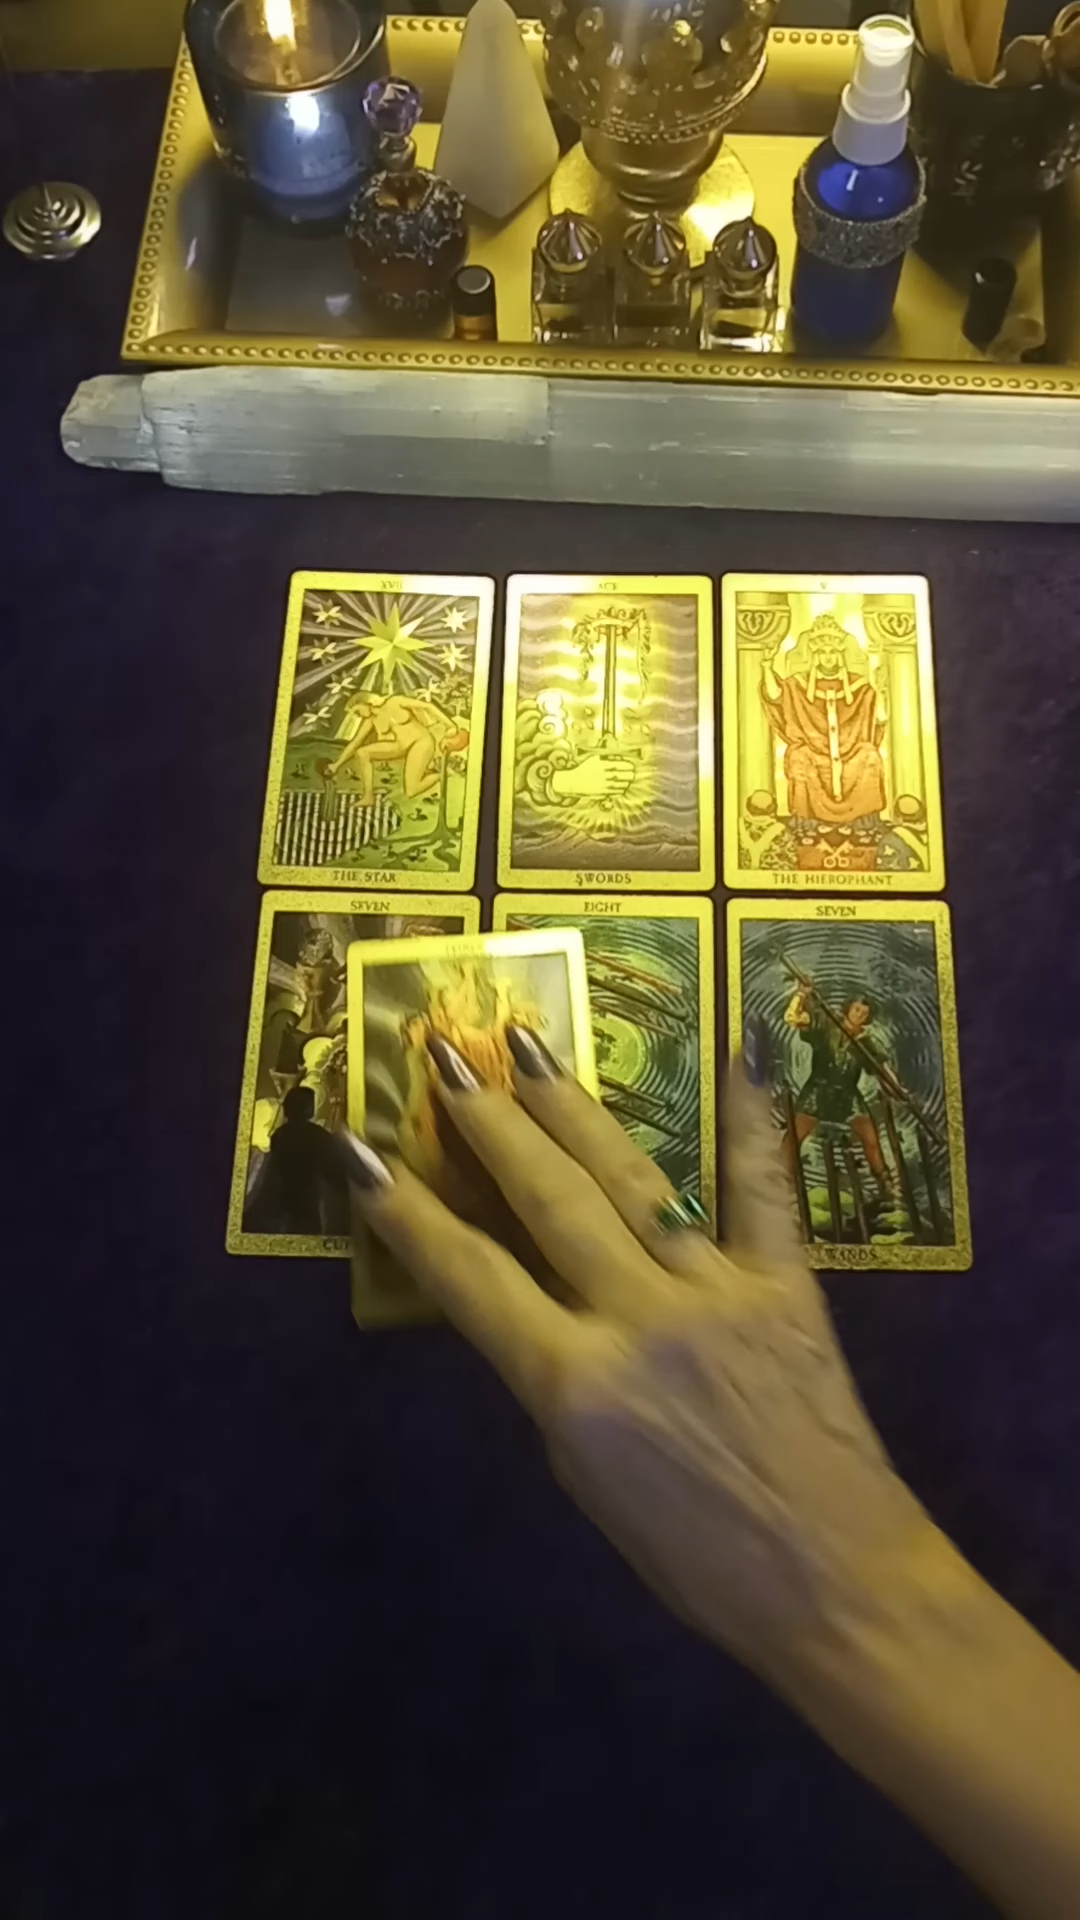 XVII
ACE
V
THE STAR
SWORDS
THE HIEROPHANT
SEVEN
EIGHT
SEVEN
WANDS